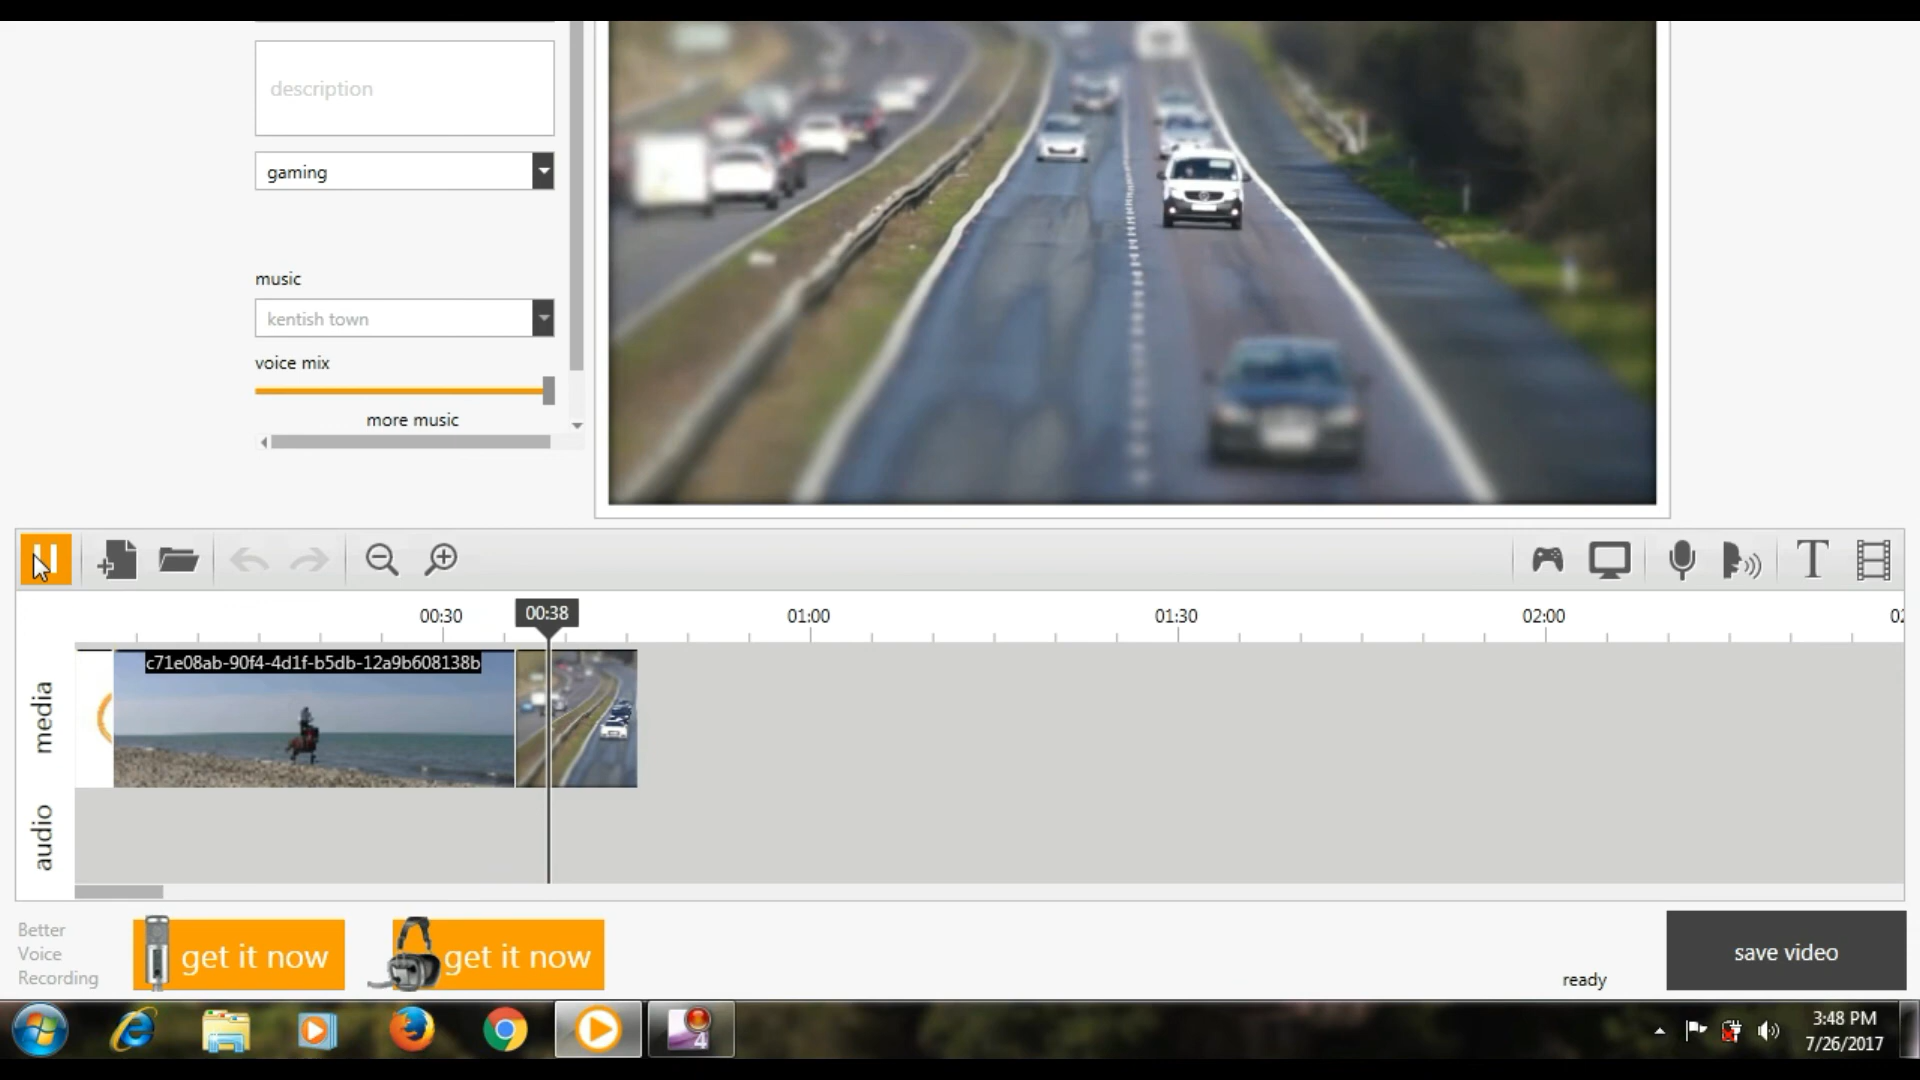 description
gaming
music
kentish town
voice mix
more music
T
00:30
00:38
01:00
01:30
02:00
02
c71e08ab-90f4-4d1f-b5db-12a9b608138b
media
audio
Better
Voice
Recording
get it now
get it now
ready
save video
4
3:48 PM
7/26/2017